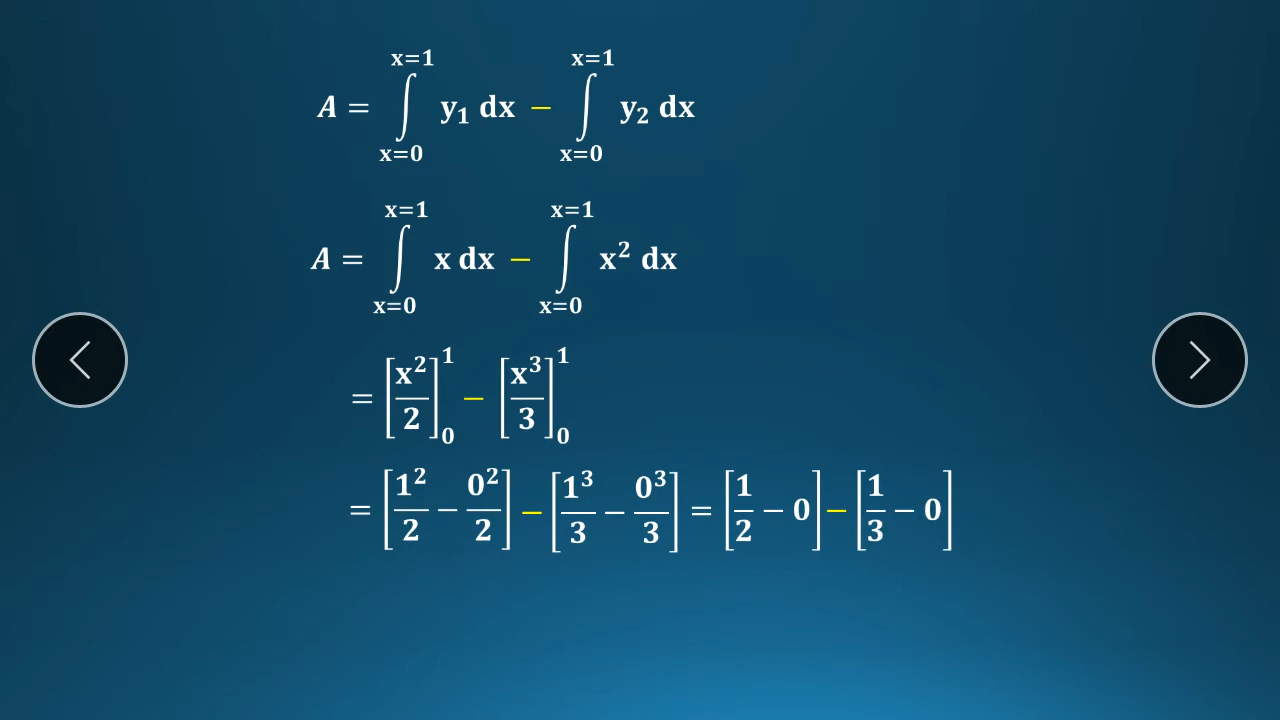 A = ∫_{x=0}^{x=1} y₁ dx − ∫_{x=0}^{x=1} y₂ dx
A = ∫_{x=0}^{x=1} x dx − ∫_{x=0}^{x=1} x² dx
= [x²/2]₀¹ − [x³/3]₀¹
= [1²/2 − 0²/2] − [1³/3 − 0³/3] = [1/2 − 0] − [1/3 − 0]